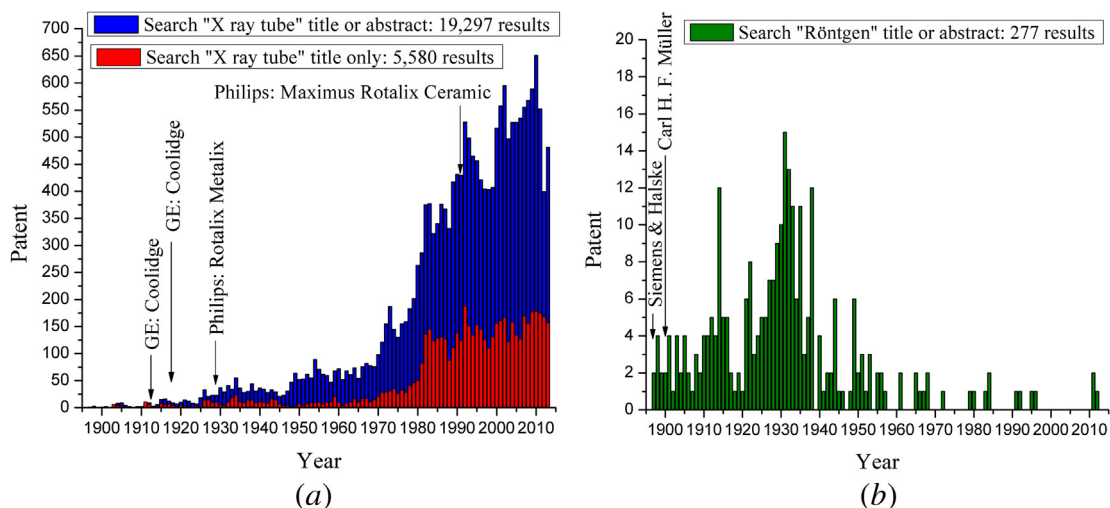 Search "X ray tube" title or abstract: 19,297 results
Search "X ray tube" title only: 5,580 results
700
650
600
550
500
450
400
350
300
250
200
150
100
50
0
Patent
GE: Coolidge
GE: Coolidge
Philips: Rotalix Metalix
Philips: Maximus Rotalix Ceramic
1900 1910 1920 1930 1940 1950 1960 1970 1980 1990 2000 2010
Year
(a)
Search "Röntgen" title or abstract: 277 results
20
18
16
14
12
10
8
6
4
2
0
Patent
Siemens & Halske
Carl H. F. Müller
1900 1910 1920 1930 1940 1950 1960 1970 1980 1990 2000 2010
Year
(b)